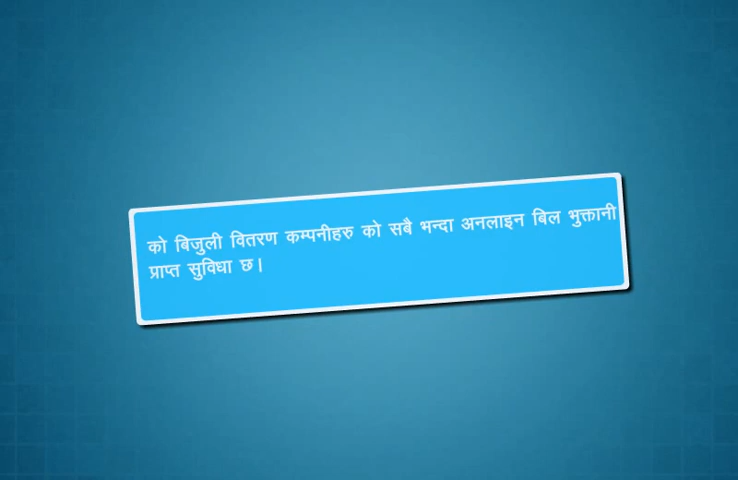 को बिजुली वितरण कम्पनीहरु को सबै भन्दा अनलाइन बिल भुक्तानी
प्राप्त सुविधा छ।